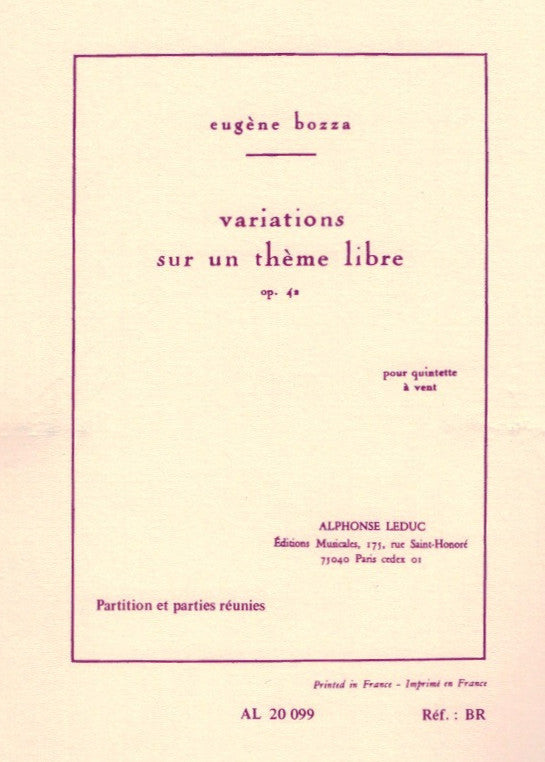 eugène bozza
variations
sur un thème libre
op. 42
pour quintette
à vent
ALPHONSE LEDUC
Éditions Musicales, 175, rue Saint-Honoré
75040 Paris cedex 01
Partition et parties réunies
Printed in France - Imprimé en France
AL 20 099
Réf. : BR